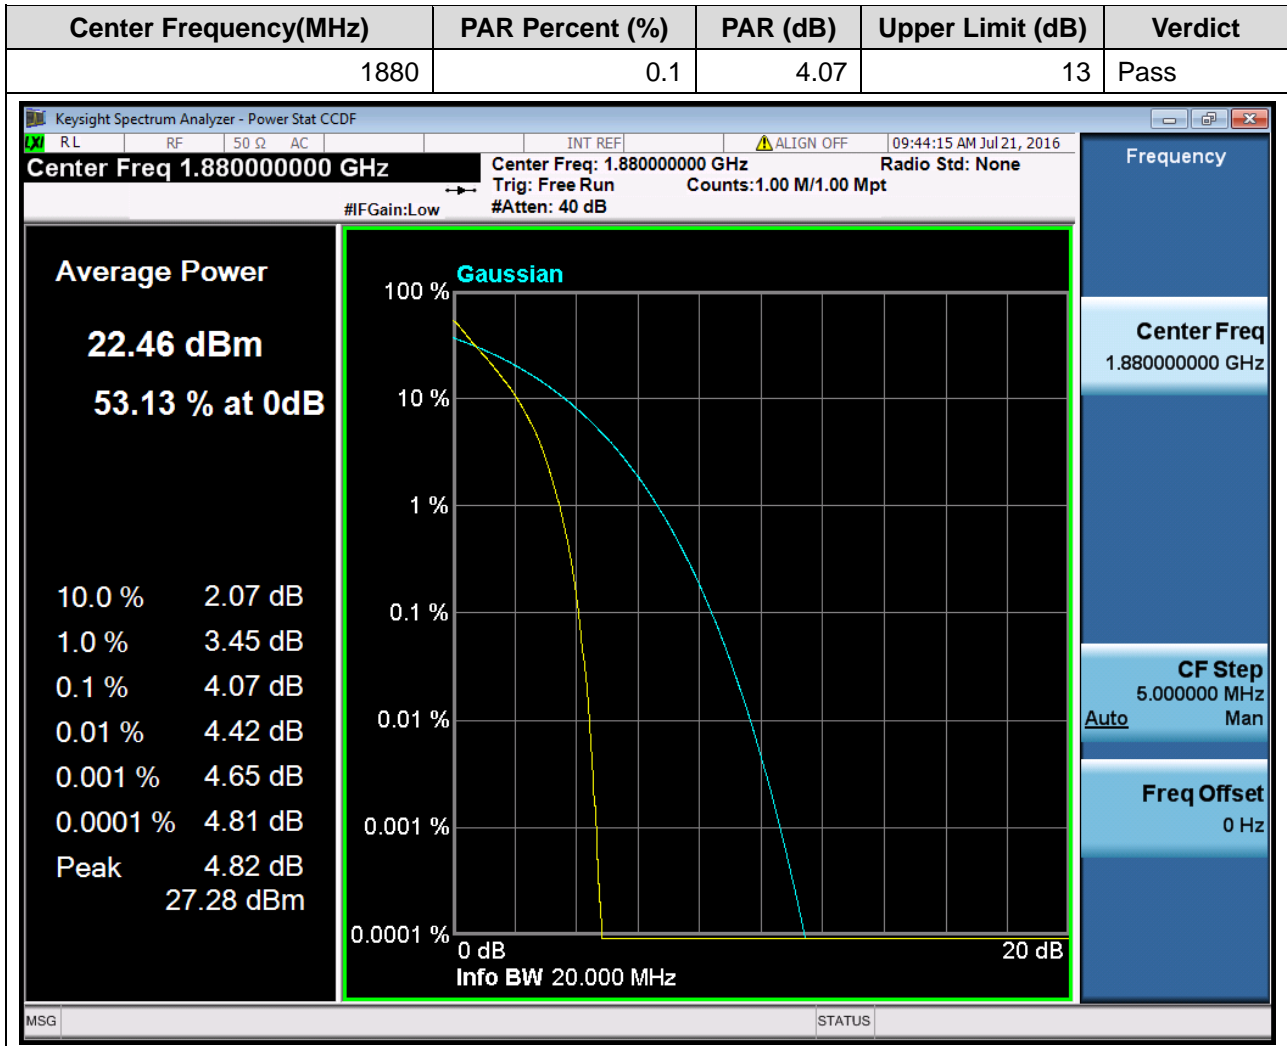 Center Frequency(MHz) PAR Percent (%) PAR (dB) Upper Limit (dB) Verdict
1880 0.1 4.07 13 Pass
Keysight Spectrum Analyzer - Power Stat CCDF
LXI RL RF 50 Ω AC INT REF ALIGN OFF 09:44:15 AM Jul 21, 2016
Center Freq 1.880000000 GHz
Center Freq: 1.880000000 GHz Radio Std: None
Trig: Free Run Counts:1.00 M/1.00 Mpt
#IFGain:Low #Atten: 40 dB
Average Power
22.46 dBm
53.13 % at 0dB
10.0 % 2.07 dB
1.0 % 3.45 dB
0.1 % 4.07 dB
0.01 % 4.42 dB
0.001 % 4.65 dB
0.0001 % 4.81 dB
Peak 4.82 dB
27.28 dBm
Gaussian
100 %
10 %
1 %
0.1 %
0.01 %
0.001 %
0.0001 %
0 dB 20 dB
Info BW 20.000 MHz
Frequency
Center Freq
1.880000000 GHz
CF Step
5.000000 MHz
Auto Man
Freq Offset
0 Hz
MSG STATUS